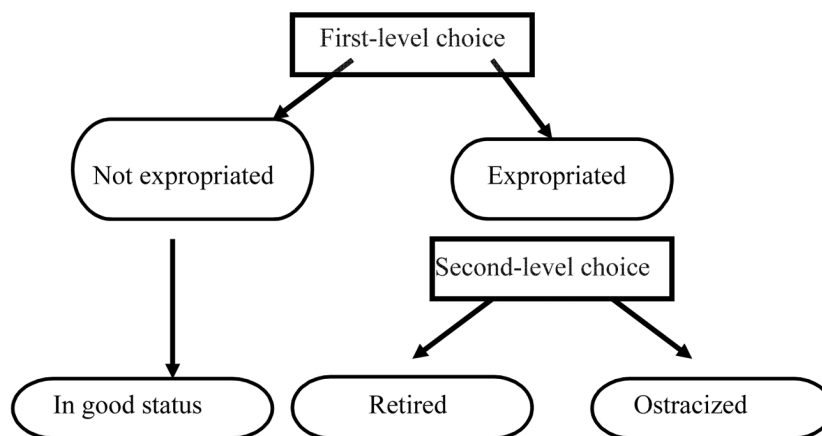 First-level choice
Not expropriated
Expropriated
Second-level choice
In good status
Retired
Ostracized